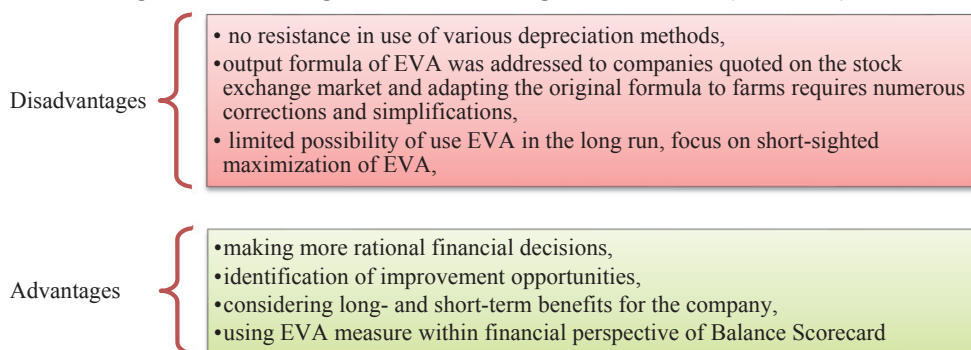 Disadvantages
• no resistance in use of various depreciation methods,
•output formula of EVA was addressed to companies quoted on the stock
exchange market and adapting the original formula to farms requires numerous
corrections and simplifications,
• limited possibility of use EVA in the long run, focus on short-sighted
maximization of EVA,
Advantages
•making more rational financial decisions,
•identification of improvement opportunities,
•considering long- and short-term benefits for the company,
•using EVA measure within financial perspective of Balance Scorecard